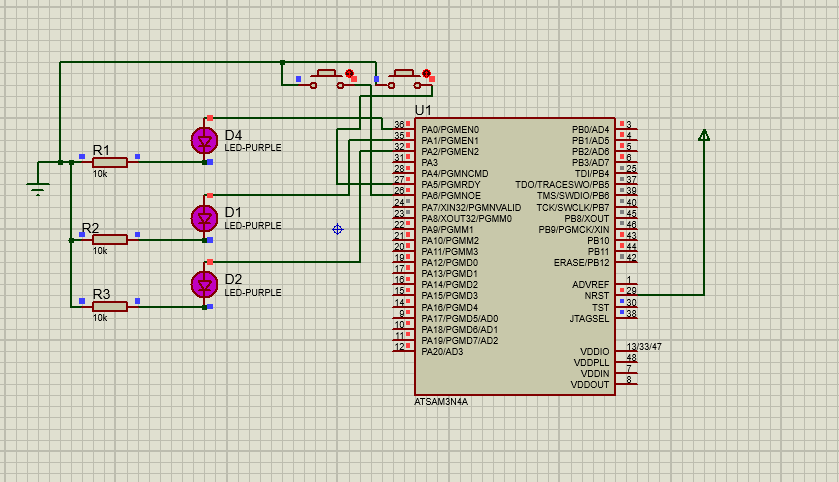 U1
36 PA0/PGMEN0 PB0/AD4 3
35 PA1/PGMEN1 PB1/AD5 4
32 PA2/PGMEN2 PB2/AD6 5
31 PA3 PB3/AD7 6
28 PA4/PGMNCMD TDI/PB4 25
27 PA5/PGMRDY TDO/TRACESWO/PB5 37
26 PA6/PGMNOE TMS/SWDIO/PB6 39
24 PA7/XIN32/PGMNVALID TCK/SWCLK/PB7 40
23 PA8/XOUT32/PGMM0 PB8/XOUT 45
22 PA9/PGMM1 PB9/PGMCK/XIN 46
21 PA10/PGMM2 PB10 43
20 PA11/PGMM3 PB11 44
19 PA12/PGMD0 ERASE/PB12 42
17 PA13/PGMD1
16 PA14/PGMD2 ADVREF 1
15 PA15/PGMD3 NRST 29
14 PA16/PGMD4 TST 30
9 PA17/PGMD5/AD0 JTAGSEL 38
10 PA18/PGMD6/AD1
11 PA19/PGMD7/AD2
12 PA20/AD3 VDDIO 13/33/47
VDDPLL 48
VDDIN 7
VDDOUT 8
ATSAM3N4A
D4
LED-PURPLE
R1
10k
D1
LED-PURPLE
R2
10k
D2
LED-PURPLE
R3
10k